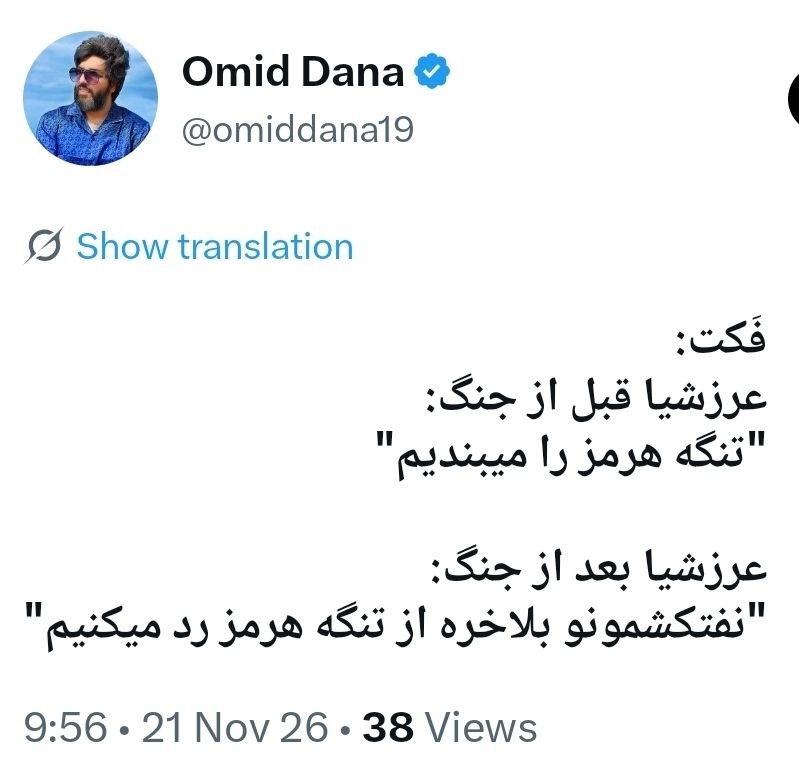 Omid Dana
@omiddana19
Show translation
فَکت:
عرزشیا قبل از جنگ:
"تنگه هرمز را میبندیم"
عرزشیا بعد از جنگ:
"نفتکشمونو بلاخره از تنگه هرمز رد میکنیم"
9:56 • 21 Nov 26 • 38 Views